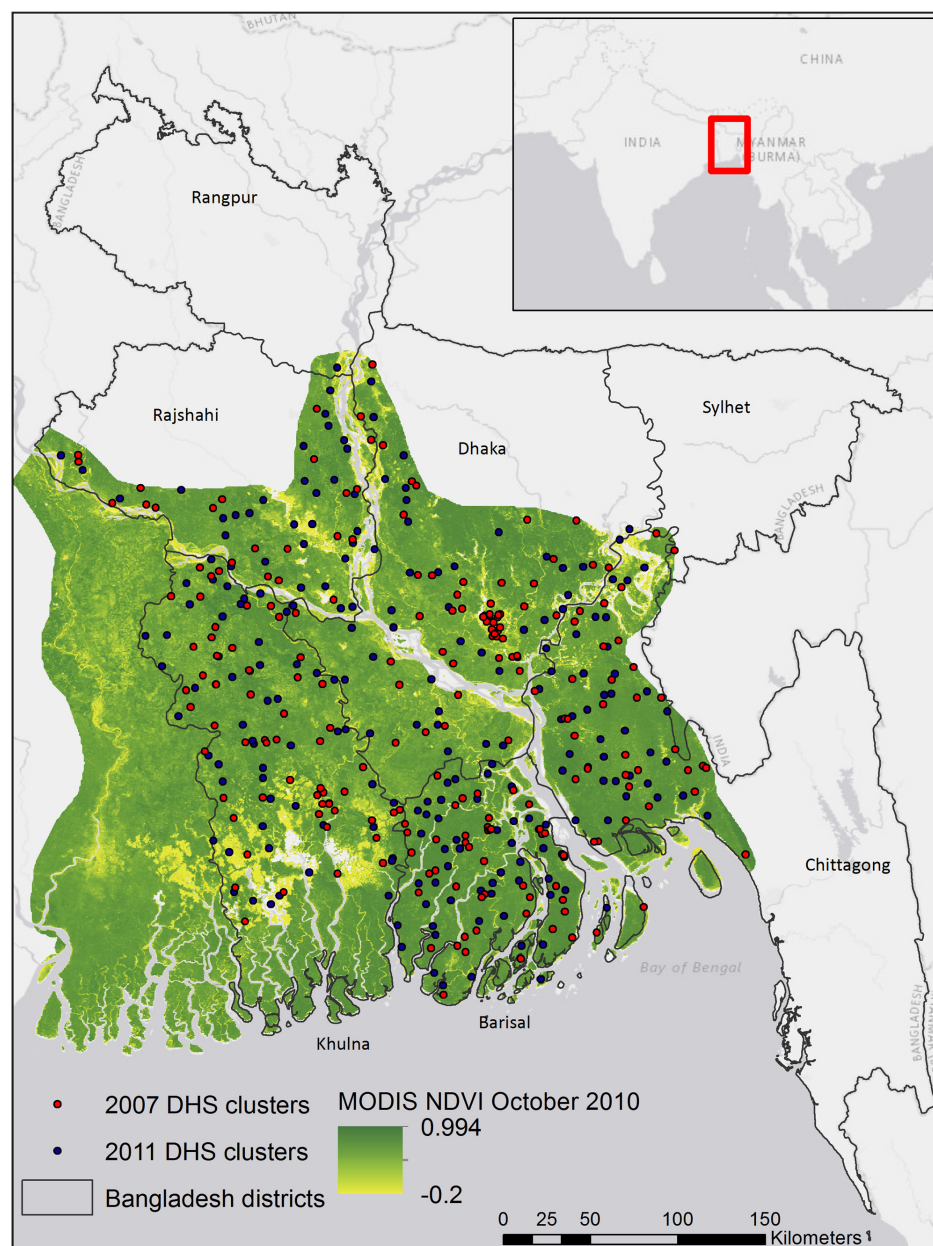 BHUTAN
CHINA
INDIA
MYANMAR
(BURMA)
BANGLADESH
Rangpur
Rajshahi
Sylhet
Dhaka
BANGLADESH
INDIA
Chittagong
Bay of Bengal
BANGLADESH
Barisal
Khulna
2007 DHS clusters
MODIS NDVI October 2010
0.994
2011 DHS clusters
-0.2
Bangladesh districts
0 25 50 100 150
Kilometers